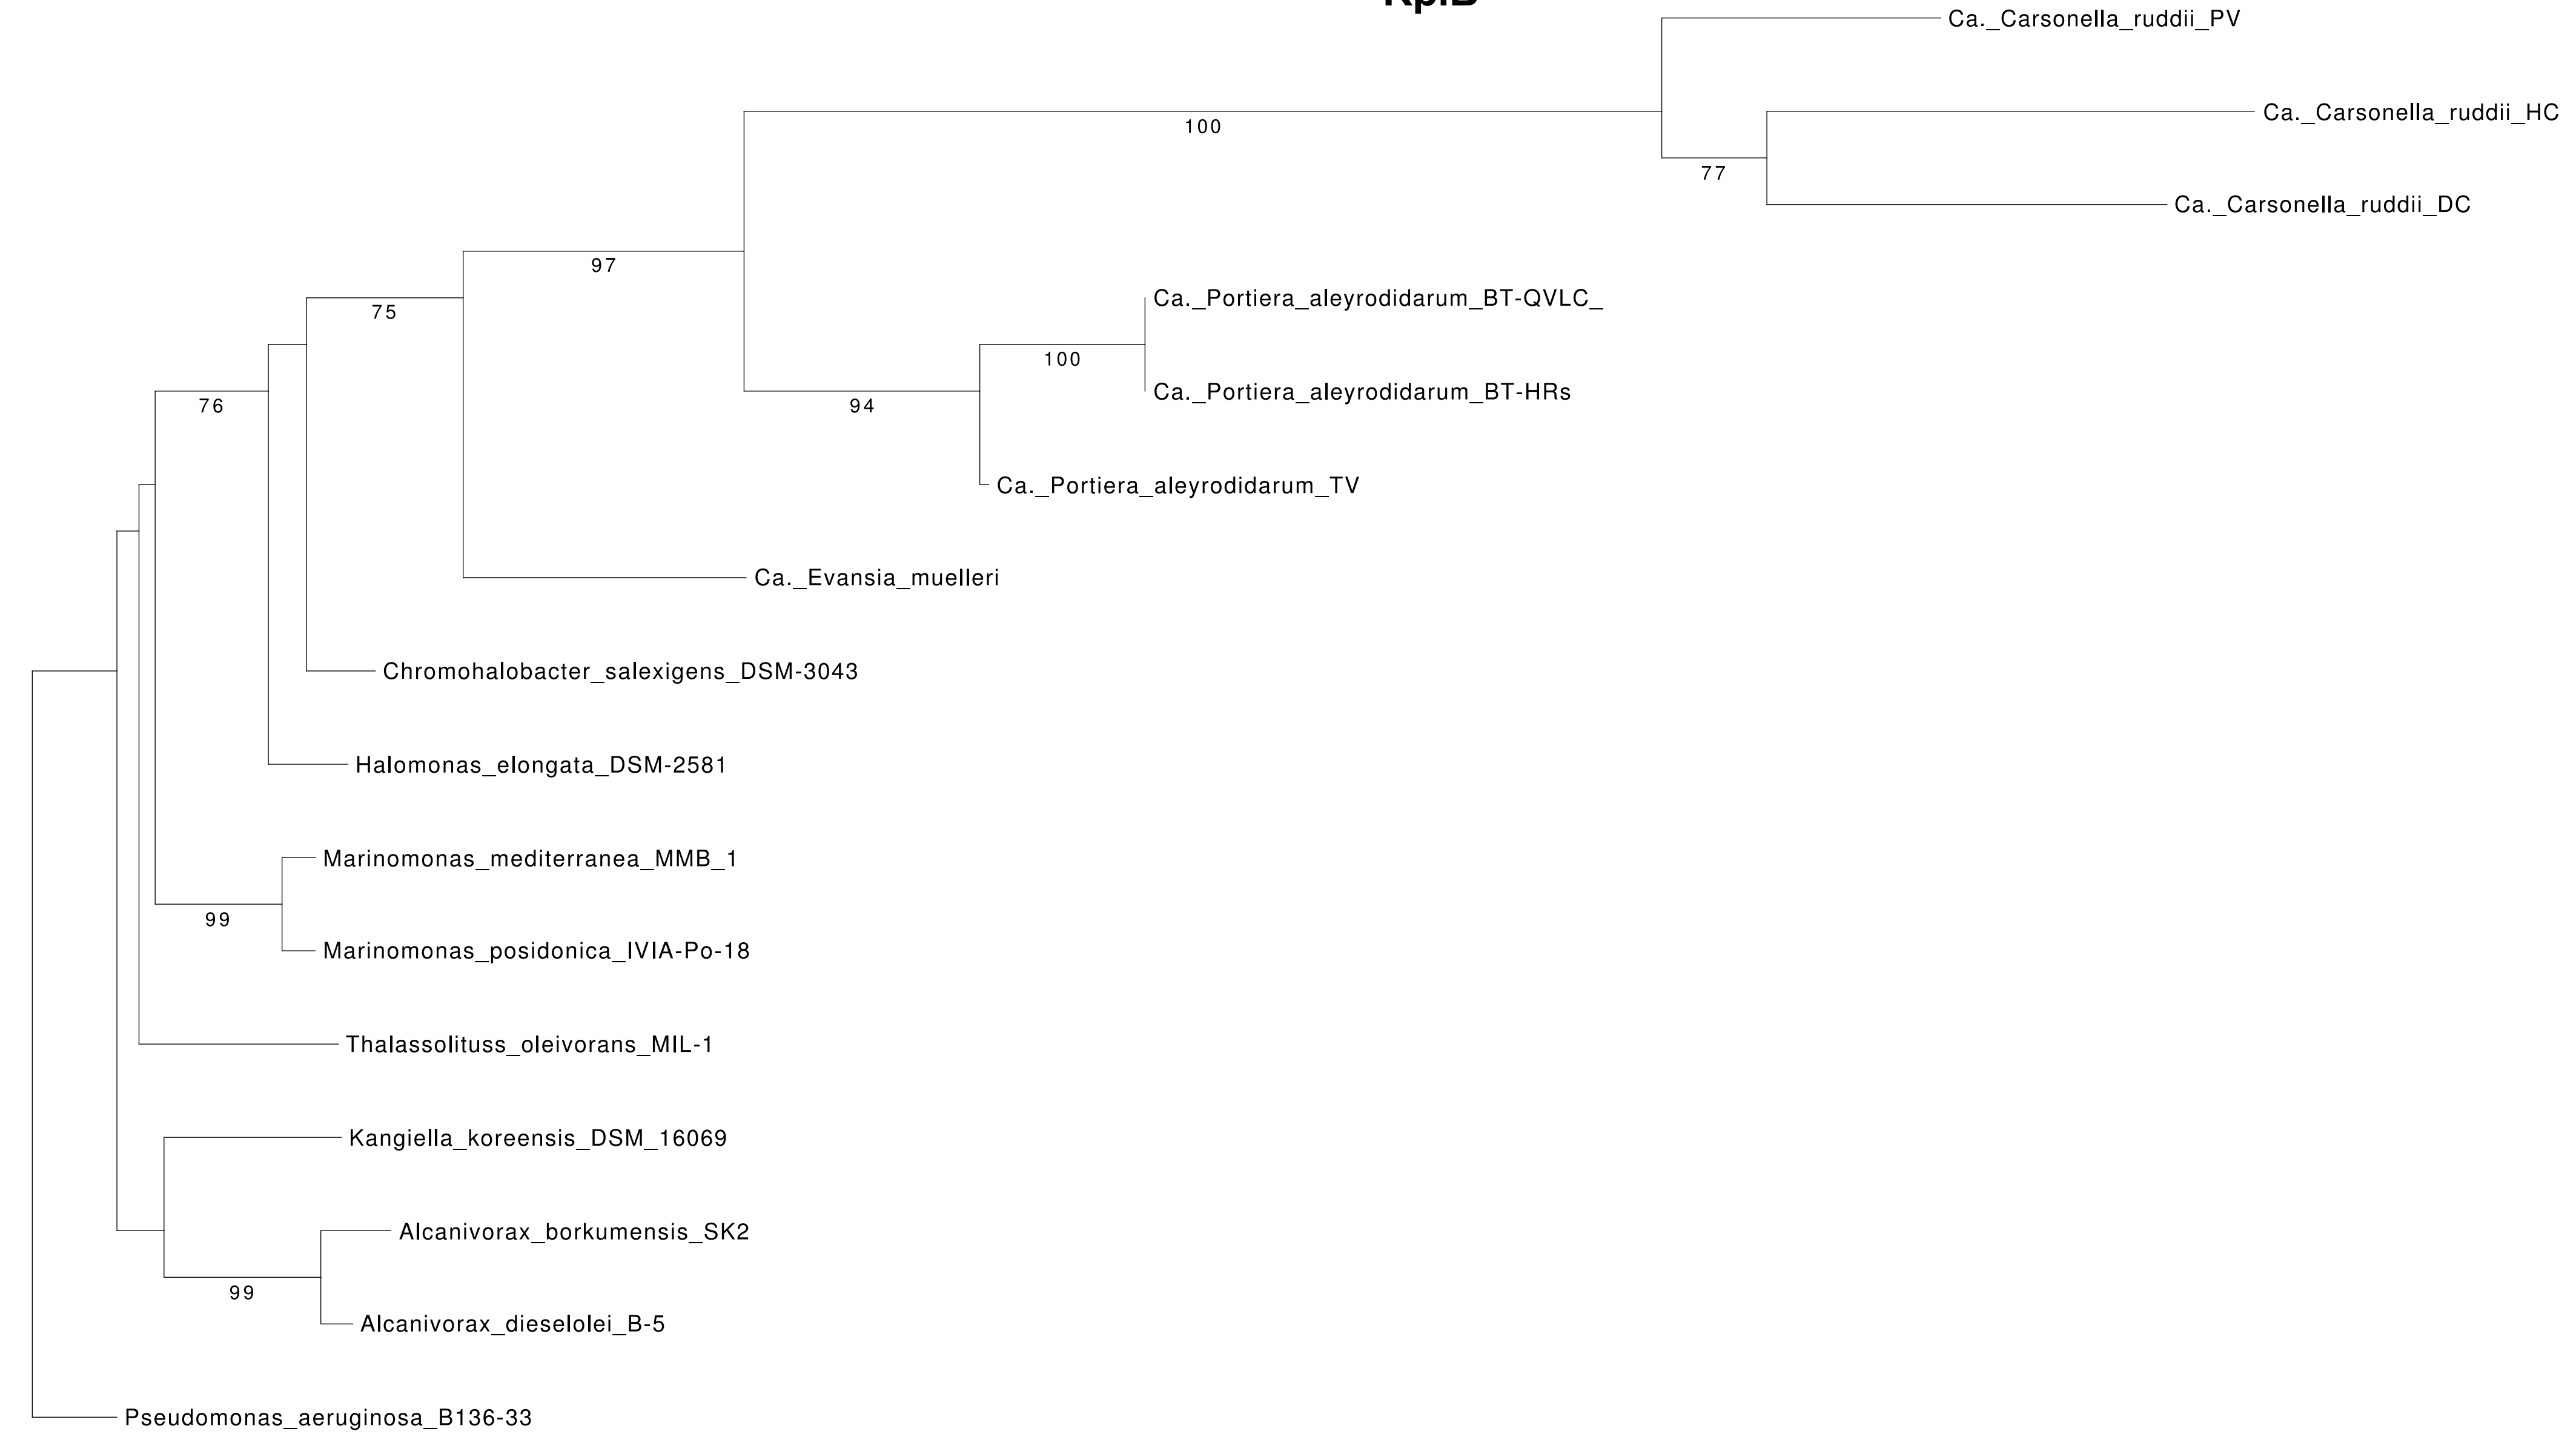 Ca._Carsonella_ruddii_PV
Ca._Carsonella_ruddii_HC
100
77
Ca._Carsonella_ruddii_DC
97
Ca._Portiera_aleyrodidarum_BT-QVLC_
75
100
Ca._Portiera_aleyrodidarum_BT-HRs
76
94
Ca._Portiera_aleyrodidarum_TV
Ca._Evansia_muelleri
Chromohalobacter_salexigens_DSM-3043
Halomonas_elongata_DSM-2581
Marinomonas_mediterranea_MMB_1
99
Marinomonas_posidonica_IVIA-Po-18
Thalassolituss_oleivorans_MIL-1
Kangiella_koreensis_DSM_16069
Alcanivorax_borkumensis_SK2
99
Alcanivorax_dieselolei_B-5
Pseudomonas_aeruginosa_B136-33